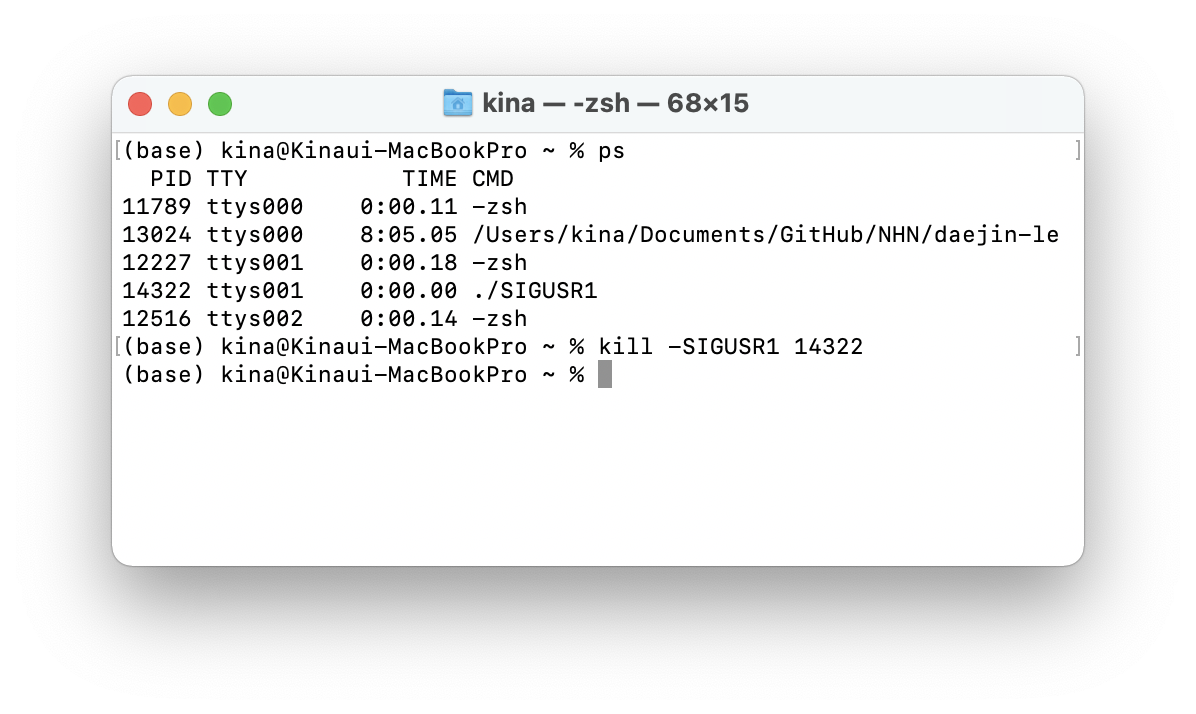 kina — -zsh — 68×15
[(base) kina@Kinaui-MacBookPro ~ % ps ]
  PID TTY           TIME CMD
11789 ttys000    0:00.11 -zsh
13024 ttys000    8:05.05 /Users/kina/Documents/GitHub/NHN/daejin-le
12227 ttys001    0:00.18 -zsh
14322 ttys001    0:00.00 ./SIGUSR1
12516 ttys002    0:00.14 -zsh
[(base) kina@Kinaui-MacBookPro ~ % kill -SIGUSR1 14322 ]
(base) kina@Kinaui-MacBookPro ~ %